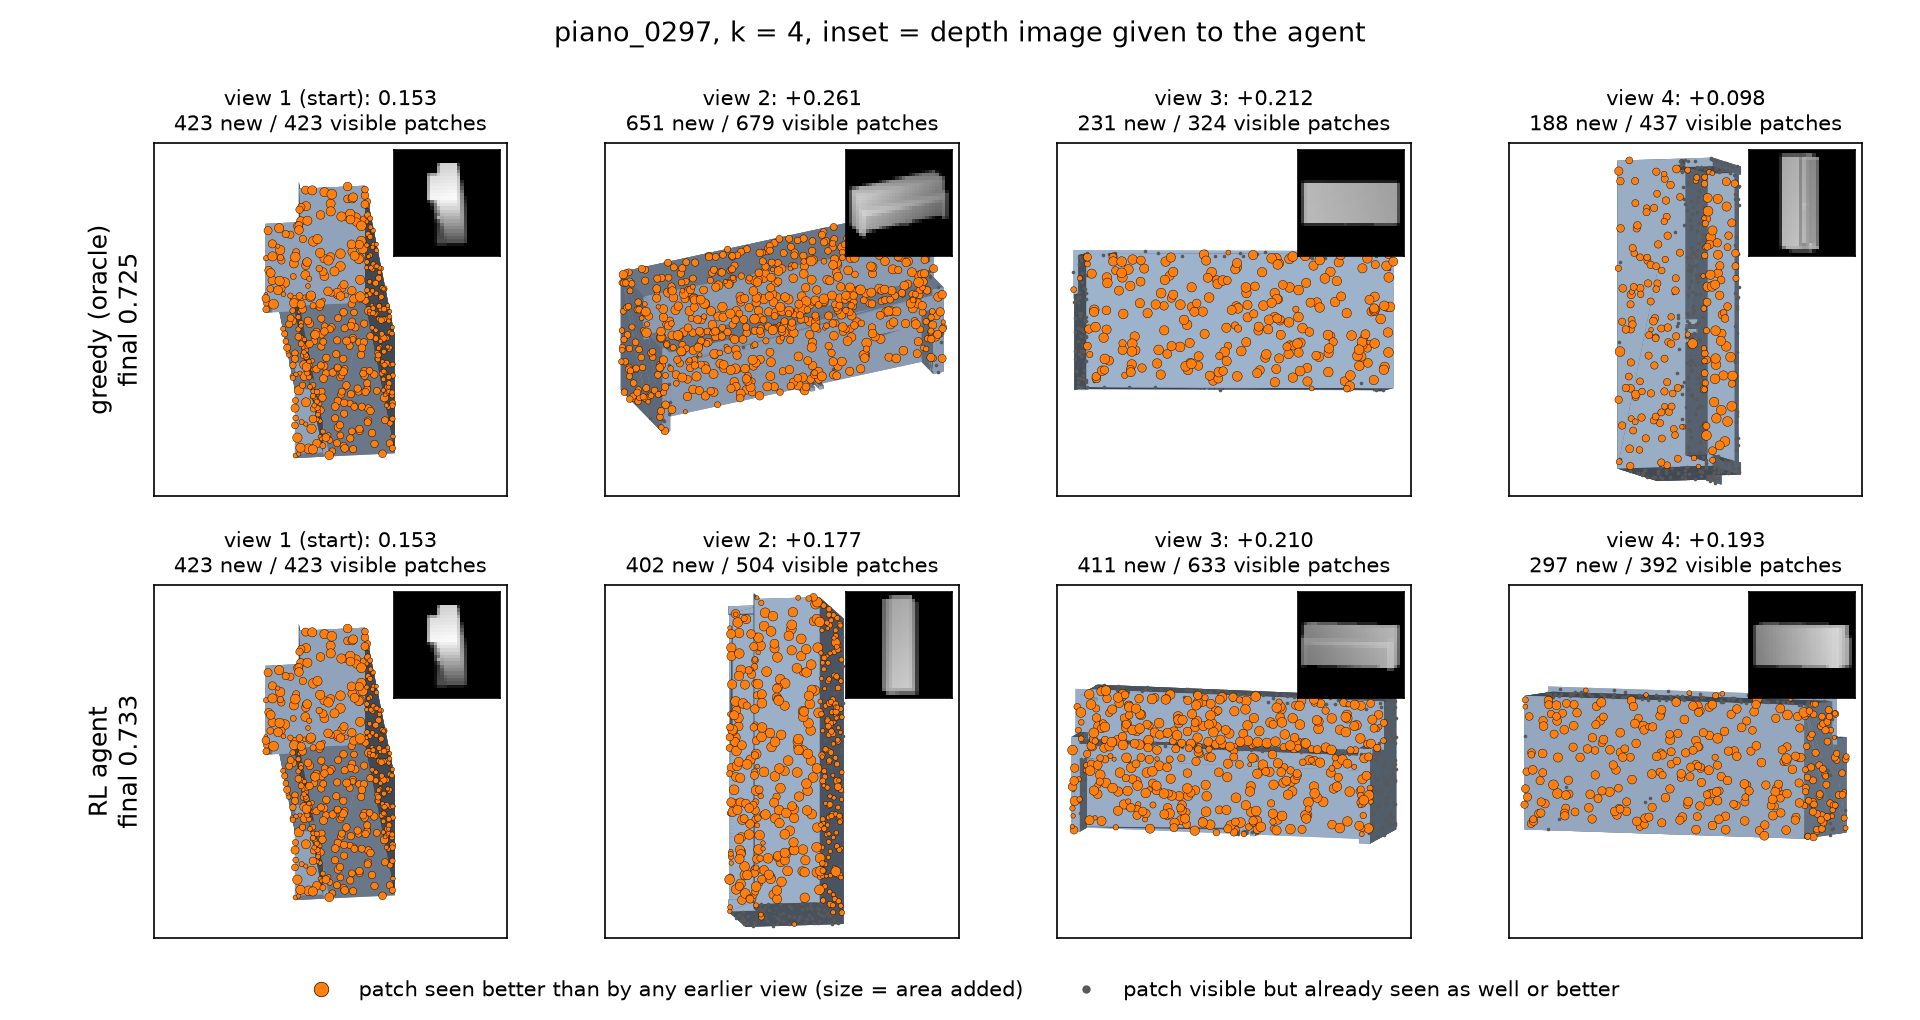 piano_0297, k = 4, inset = depth image given to the agent
view 1 (start): 0.153
423 new / 423 visible patches
view 2: +0.261
651 new / 679 visible patches
view 3: +0.212
231 new / 324 visible patches
view 4: +0.098
188 new / 437 visible patches
greedy (oracle)
final 0.725
view 1 (start): 0.153
423 new / 423 visible patches
view 2: +0.177
402 new / 504 visible patches
view 3: +0.210
411 new / 633 visible patches
view 4: +0.193
297 new / 392 visible patches
RL agent
final 0.733
patch seen better than by any earlier view (size = area added)
patch visible but already seen as well or better